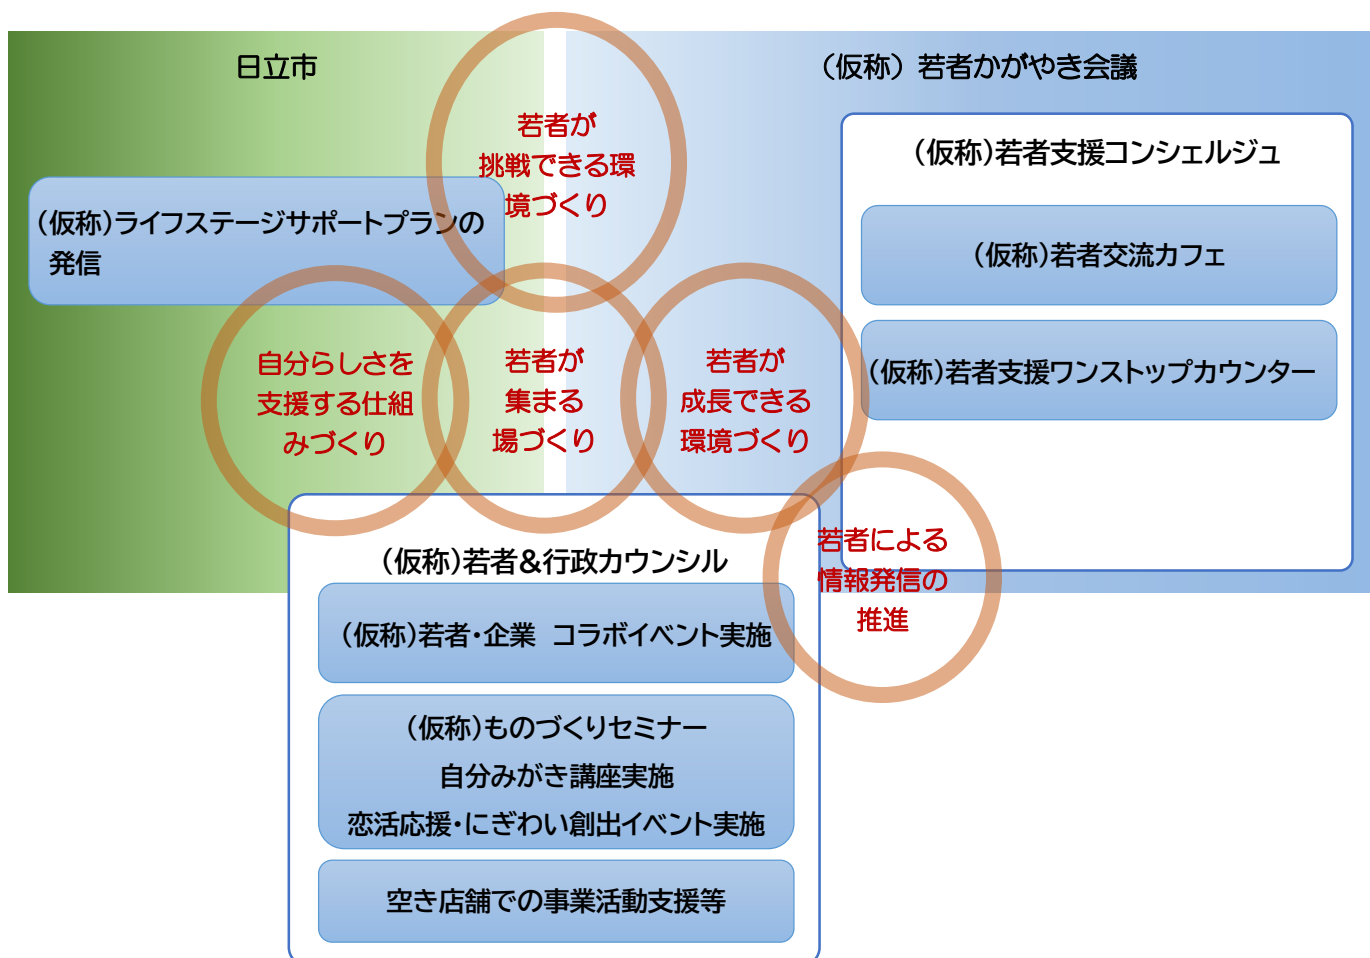 日立市
（仮称）若者かがやき会議
若者が
挑戦できる環
境づくり
（仮称）ライフステージサポートプランの
発信
（仮称）若者支援コンシェルジュ
（仮称）若者交流カフェ
（仮称）若者支援ワンストップカウンター
自分らしさを
支援する仕組
みづくり
若者が
集まる
場づくり
若者が
成長できる
環境づくり
若者による
情報発信の
推進
（仮称）若者&行政カウンシル
（仮称）若者・企業　コラボイベント実施
（仮称）ものづくりセミナー
自分みがき講座実施
恋活応援・にぎわい創出イベント実施
空き店舗での事業活動支援等